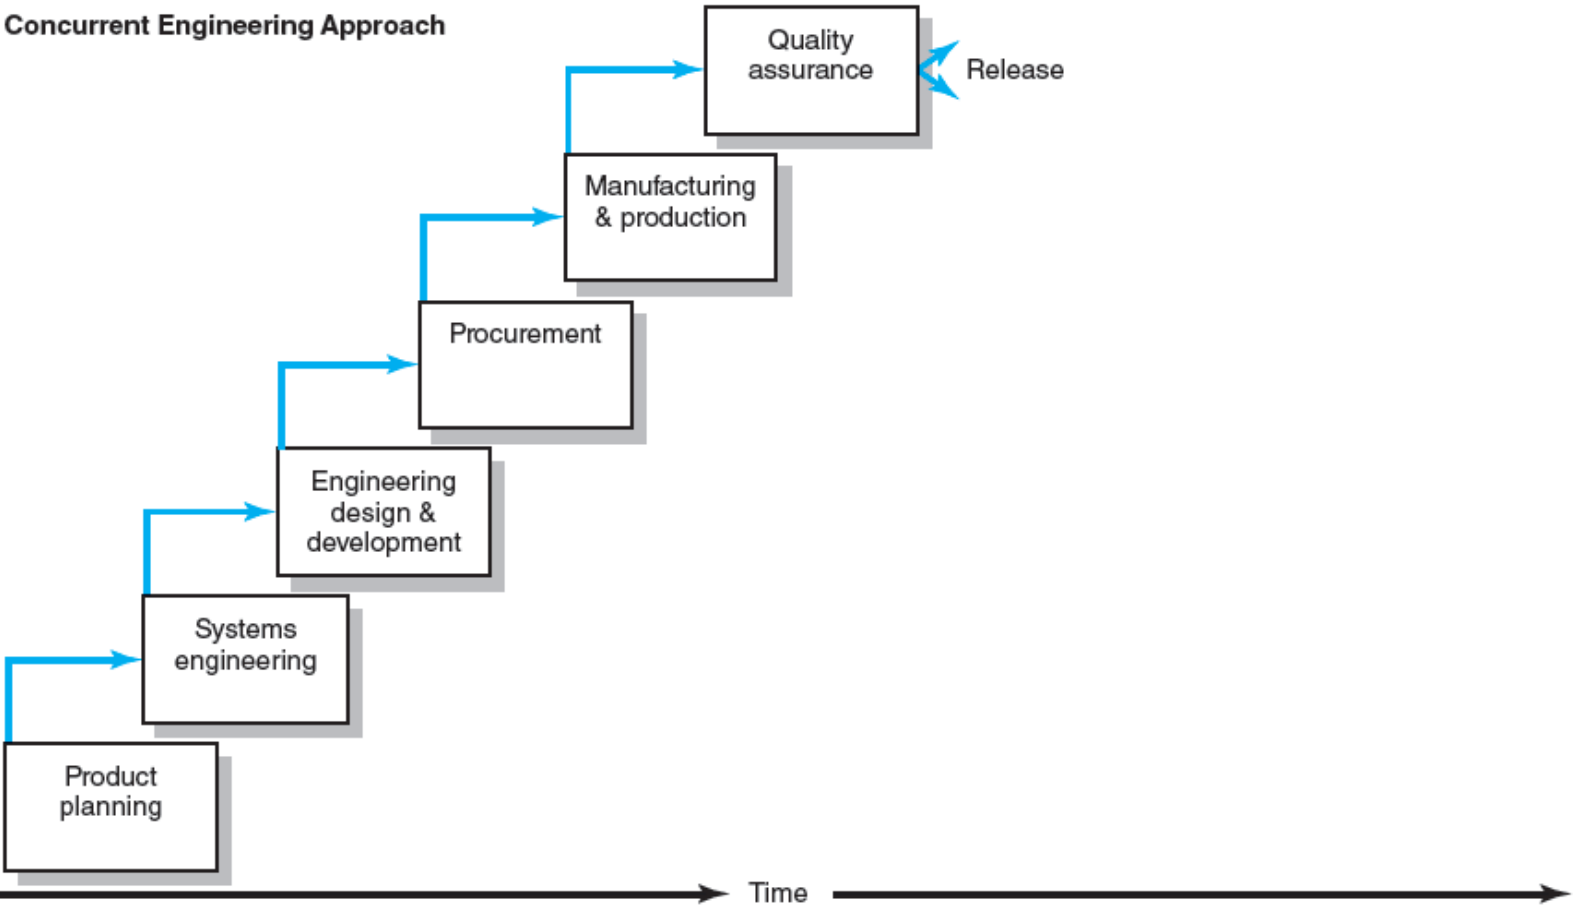 Concurrent Engineering Approach
Quality
assurance
Release
Manufacturing
& production
Procurement
Engineering
design &
development
Systems
engineering
Product
planning
Time